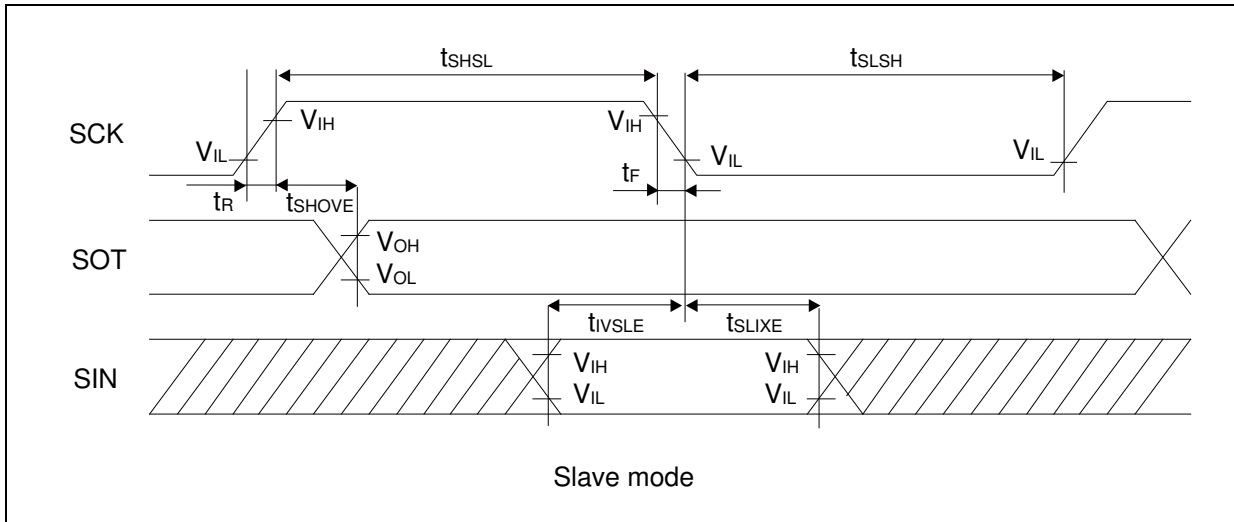 tSHSL
tSLSH
SCK
VIH
VIH
VIL
VIL
VIL
tF
tR
tSHOVE
SOT
VOH
VOL
tIVSLE
tSLIXE
SIN
VIH
VIH
VIL
VIL
Slave mode